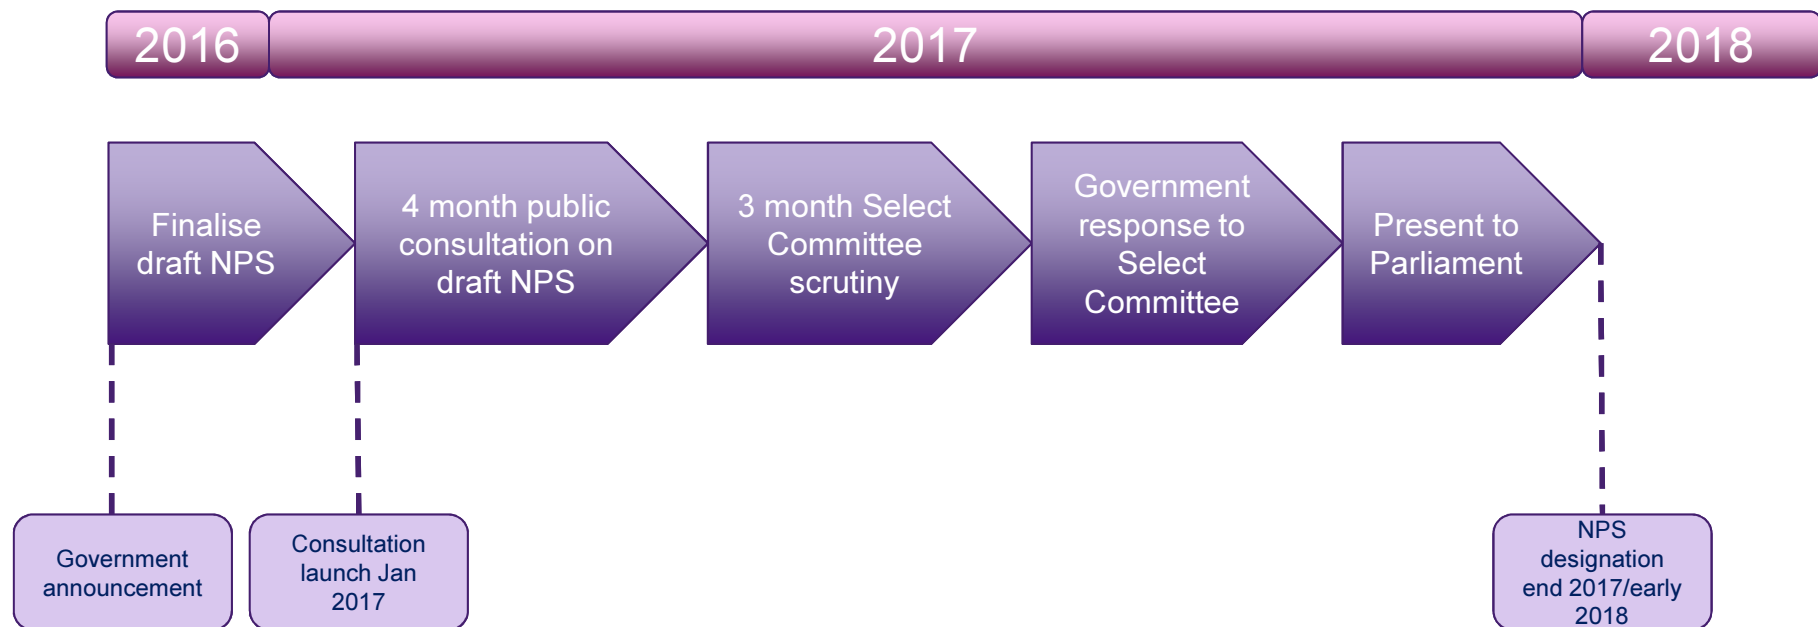 2016
2017
2018
Finalise
draft NPS
4 month public
consultation on
draft NPS
3 month Select
Committee
scrutiny
Government
response to
Select
Committee
Present to
Parliament
Government
announcement
Consultation
launch Jan
2017
NPS
designation
end 2017/early
2018